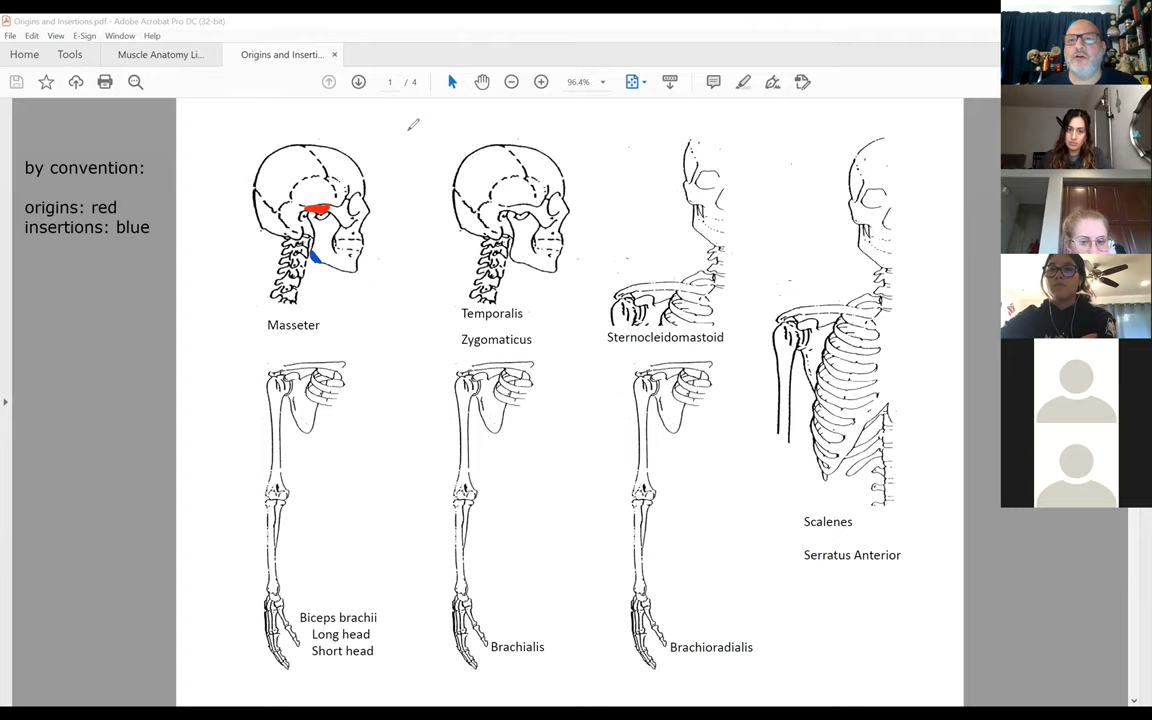 Origins and Insertions.pdf - Adobe Acrobat Pro DC (32-bit)
File Edit View E-Sign Window Help
Home Tools Muscle Anatomy Li... Origins and Inserti... ×
1 / 4 96.4%
by convention:
origins: red
insertions: blue
Masseter
Temporalis
Zygomaticus
Sternocleidomastoid
Scalenes
Serratus Anterior
Biceps brachii
Long head
Short head
Brachialis
Brachioradialis